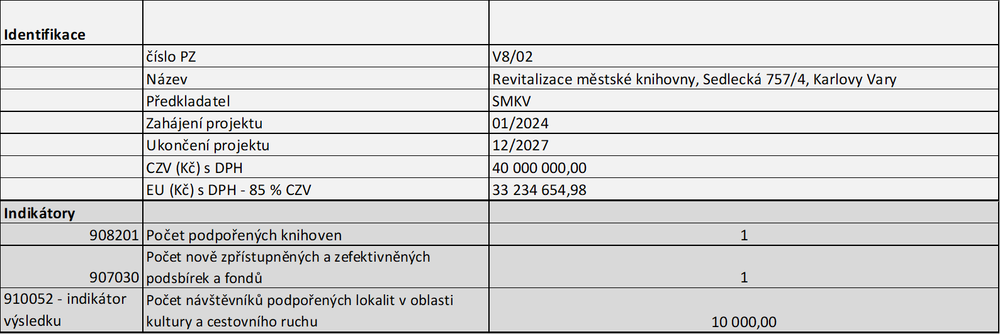 Identifikace
číslo PZ V8/02
Název Revitalizace městské knihovny, Sedlecká 757/4, Karlovy Vary
Předkladatel SMKV
Zahájení projektu 01/2024
Ukončení projektu 12/2027
CZV (Kč) s DPH 40 000 000,00
EU (Kč) s DPH - 85 % CZV 33 234 654,98
Indikátory
908201 Počet podpořených knihoven 1
Počet nově zpřístupněných a zefektivněných
907030 podsbírek a fondů 1
910052 - indikátor Počet návštěvníků podpořených lokalit v oblasti
výsledku kultury a cestovního ruchu 10 000,00